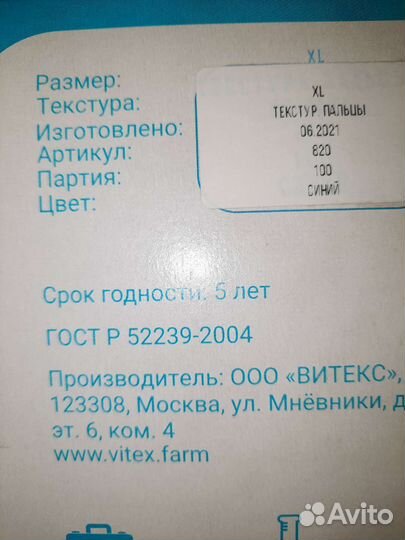 XL
Размер: XL
Текстура: ТЕКСТУР. ПАЛЬЦЫ
Изготовлено: 06.2021
Артикул: 820
Партия: 100
Цвет: СИНИЙ
Срок годности: 5 лет
ГОСТ Р 52239-2004
Производитель: ООО «ВИТЕКС»,
123308, Москва, ул. Мнёвники, д
эт. 6, ком. 4
www.vitex.farm
Avito